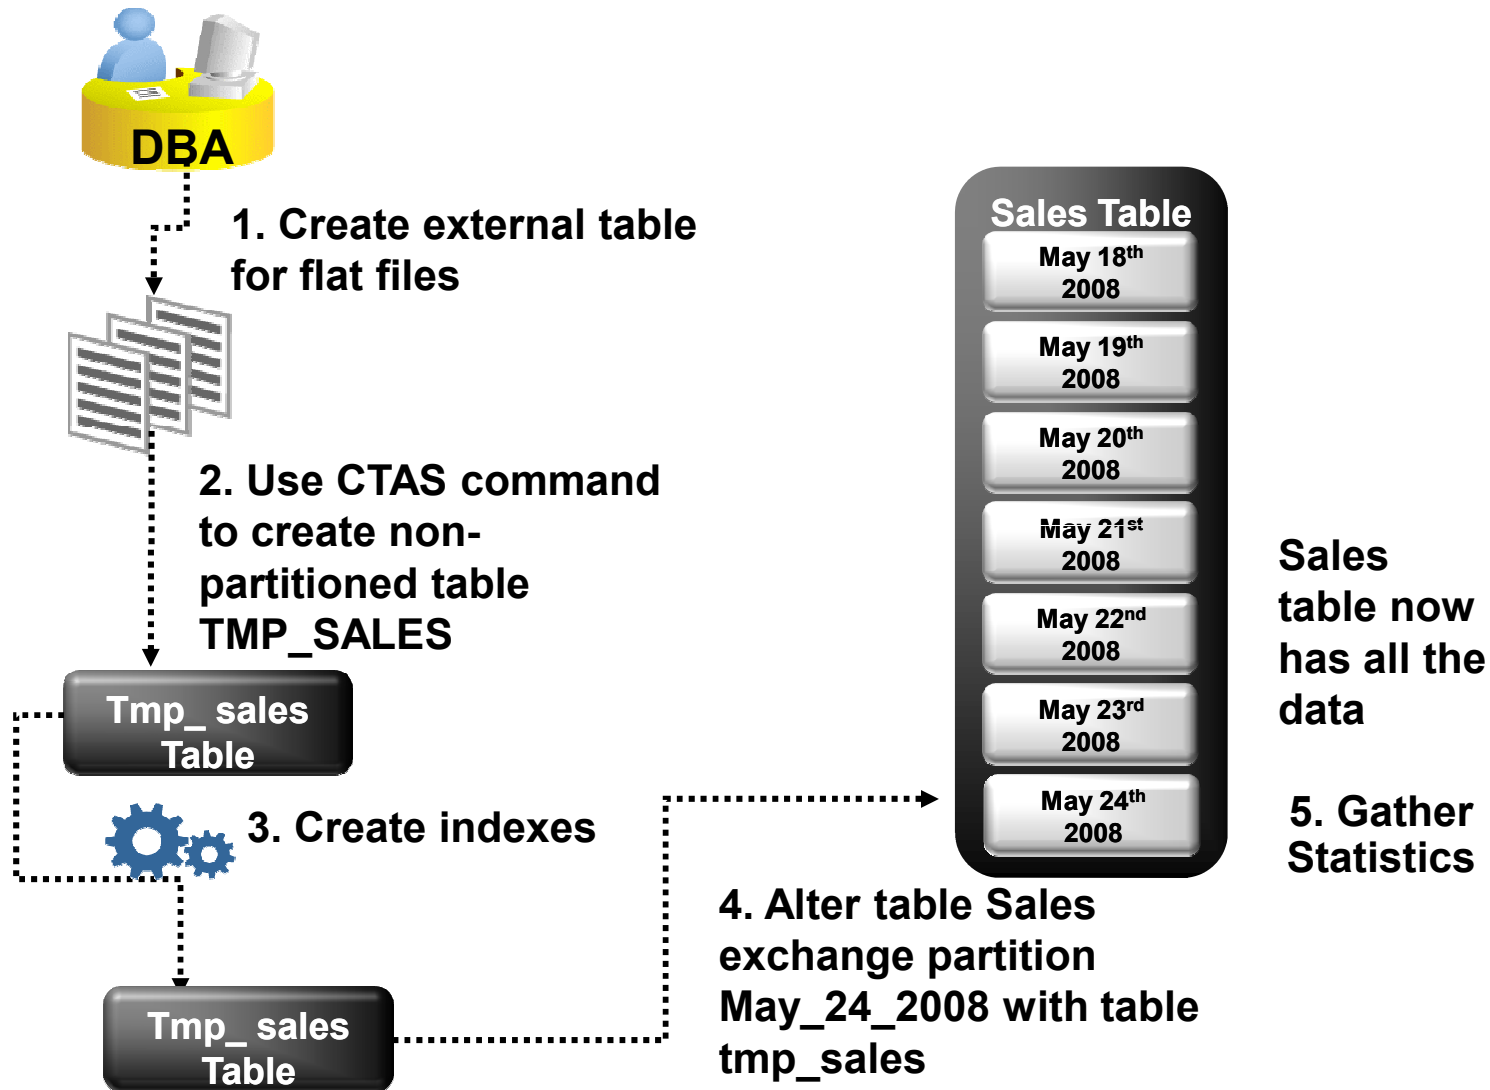 DBA
1. Create external table
for flat files
2. Use CTAS command
to create non-
partitioned table
TMP_SALES
Tmp_ sales
Table
3. Create indexes
Tmp_ sales
Table
4. Alter table Sales
exchange partition
May_24_2008 with table
tmp_sales
Sales Table
May 18th
2008
May 19th
2008
May 20th
2008
May 21st
2008
May 22nd
2008
May 23rd
2008
May 24th
2008
Sales
table now
has all the
data
5. Gather
Statistics